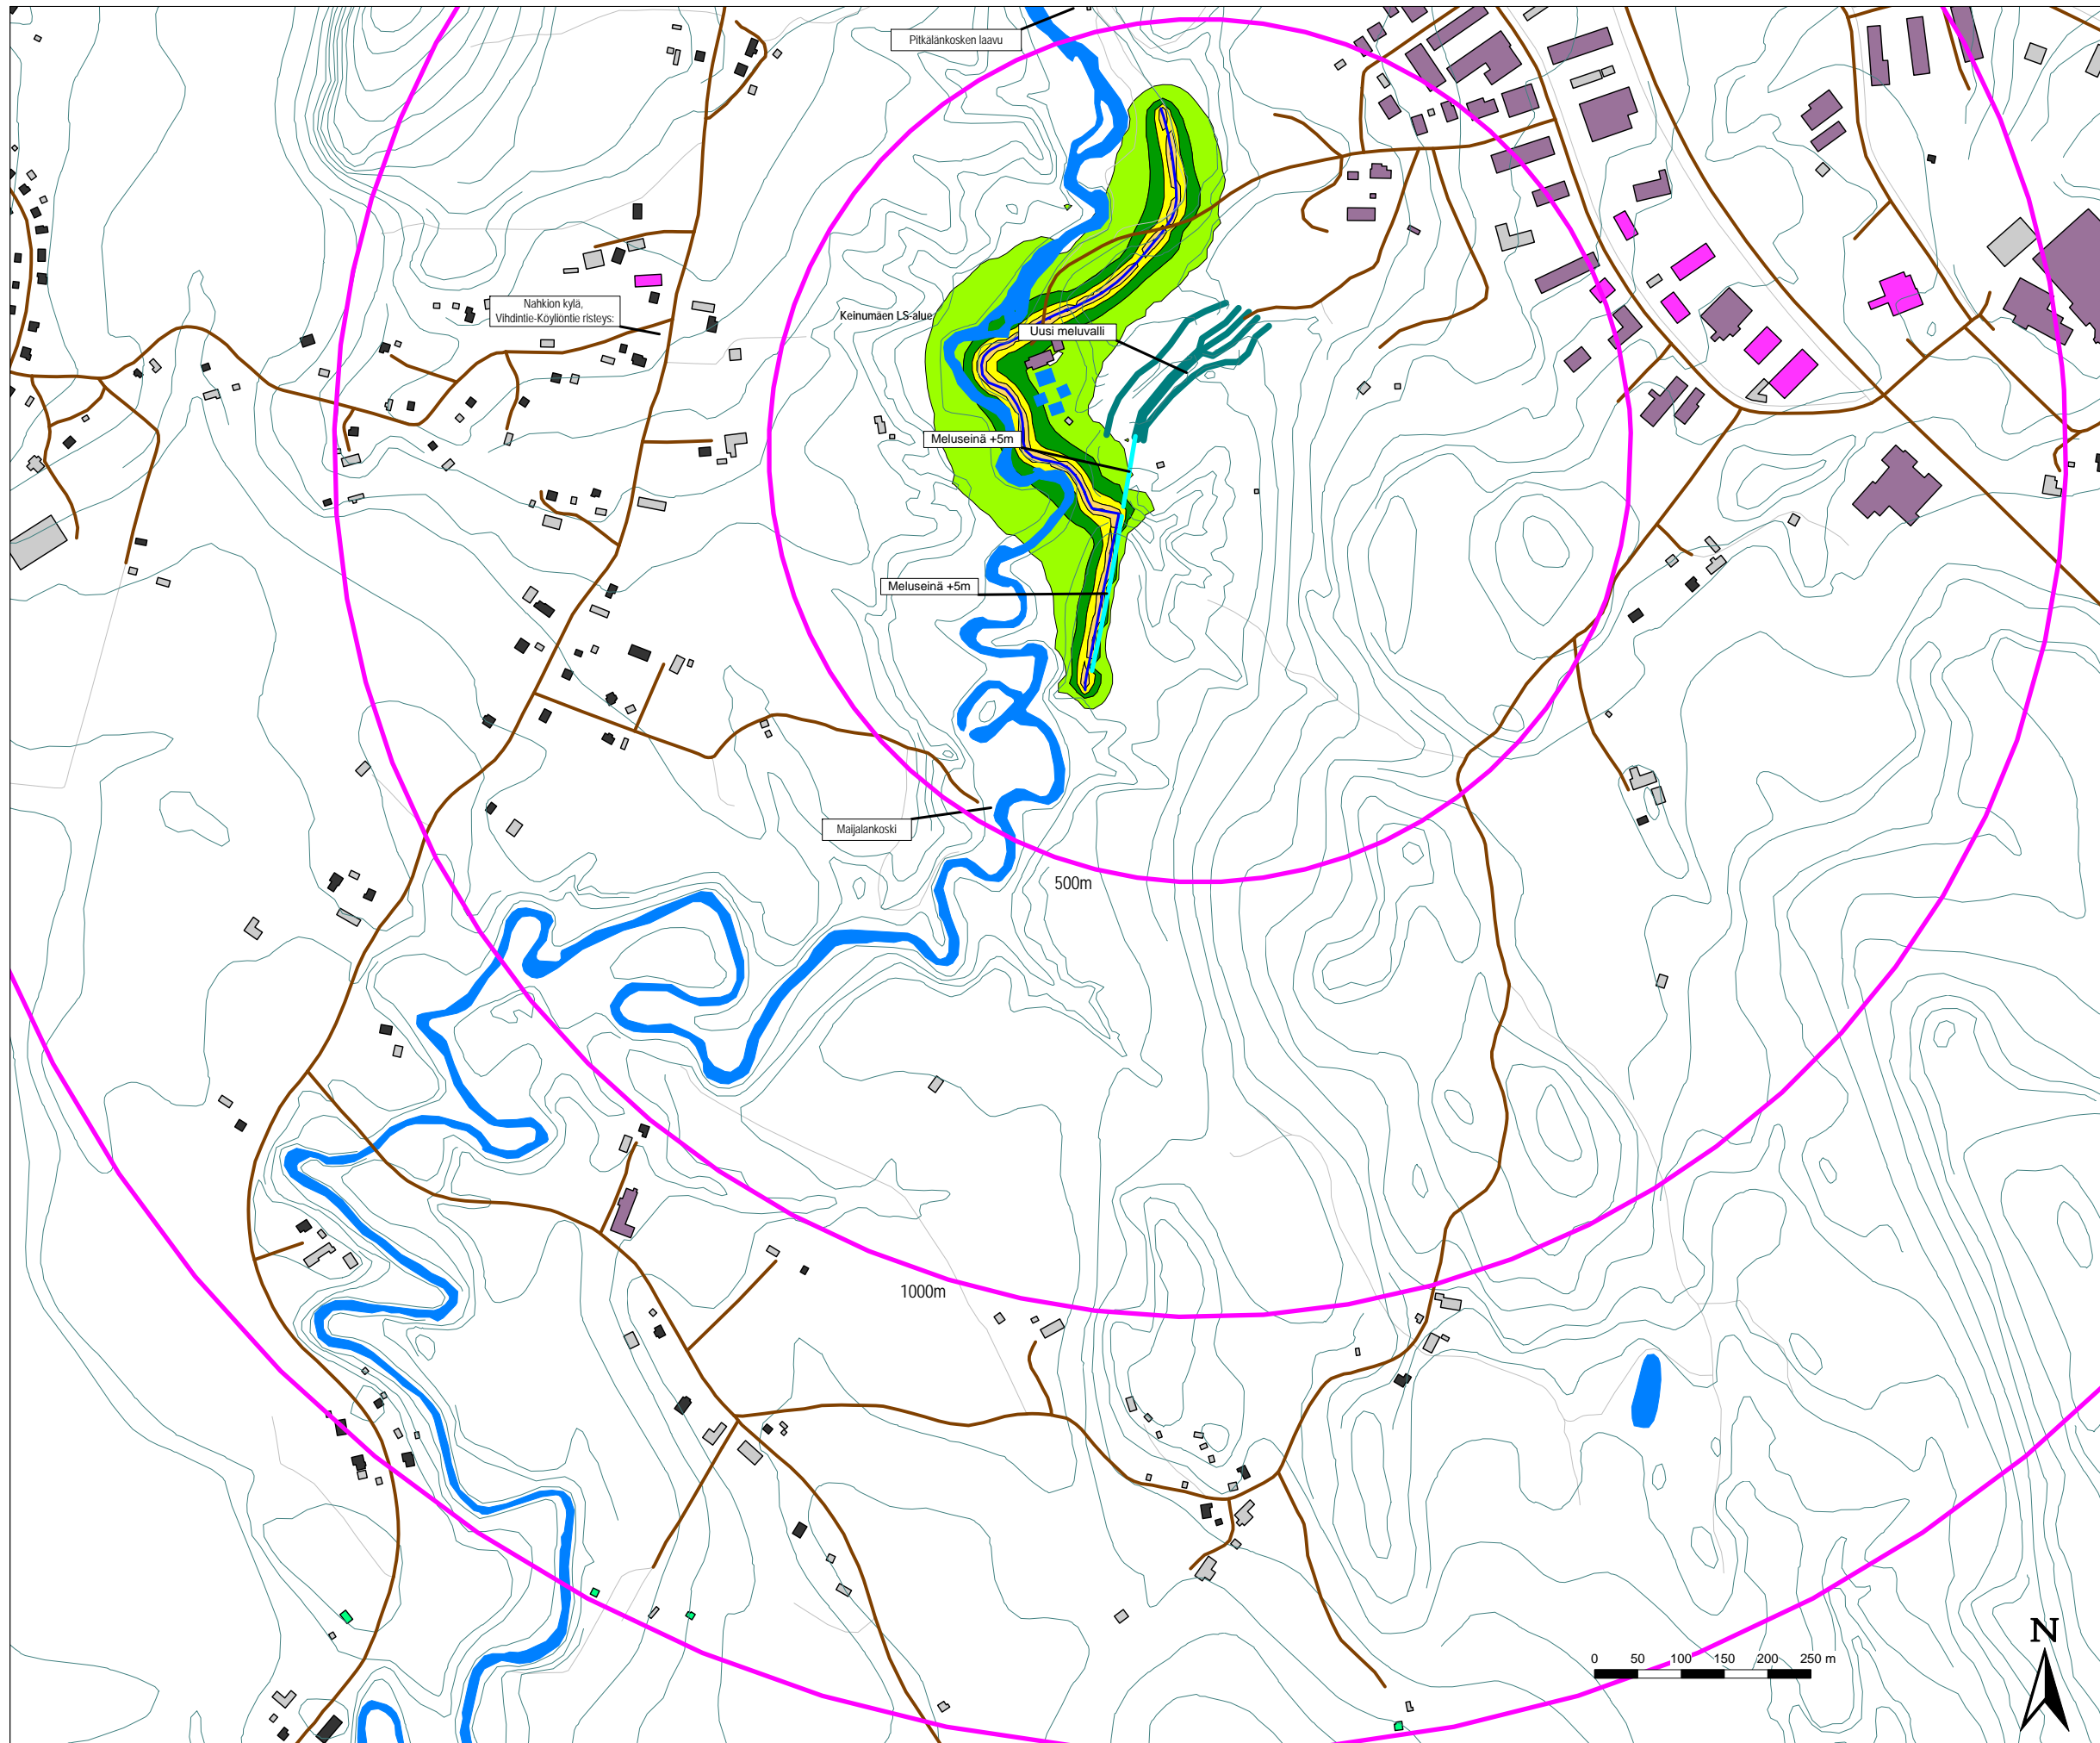 Pitkälänkosken laavu
Nahkion kylä,
Vihdintie-Köyliöntie risteys:
Keinumäen LS-alue
Uusi meluvalli
Meluseinä +5m
Meluseinä +5m
Maijalankoski
500m
1000m
N
0 50 100 150 200 250 m